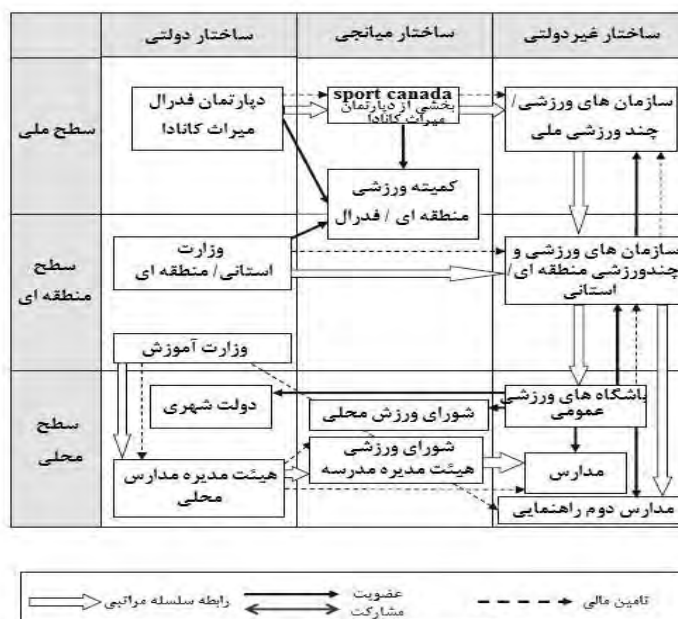 ساختار غیردولتی
ساختار میانجی
ساختار دولتی
سطح ملی
سازمان های ورزشی/
چند ورزشی ملی
sport canada
بخشی از دپارتمان
میراث کانادا
دپارتمان فدرال
میراث کانادا
کمیته ورزشی
منطقه ای / فدرال
سطح
منطقه ای
سازمان های ورزشی و
چندورزشی منطقه ای/
استانی
وزارت
استانی/ منطقه ای
وزارت آموزش
سطح
محلی
باشگاه های ورزشی
عمومی
شورای ورزش محلی
دولت شهری
مدارس
شورای ورزشی
هیئت مدیره مدرسه
هیئت مدیره مدارس
محلی
مدارس دوم راهنمایی
تامین مالی
عضویت
مشارکت
رابطه سلسله مراتبی